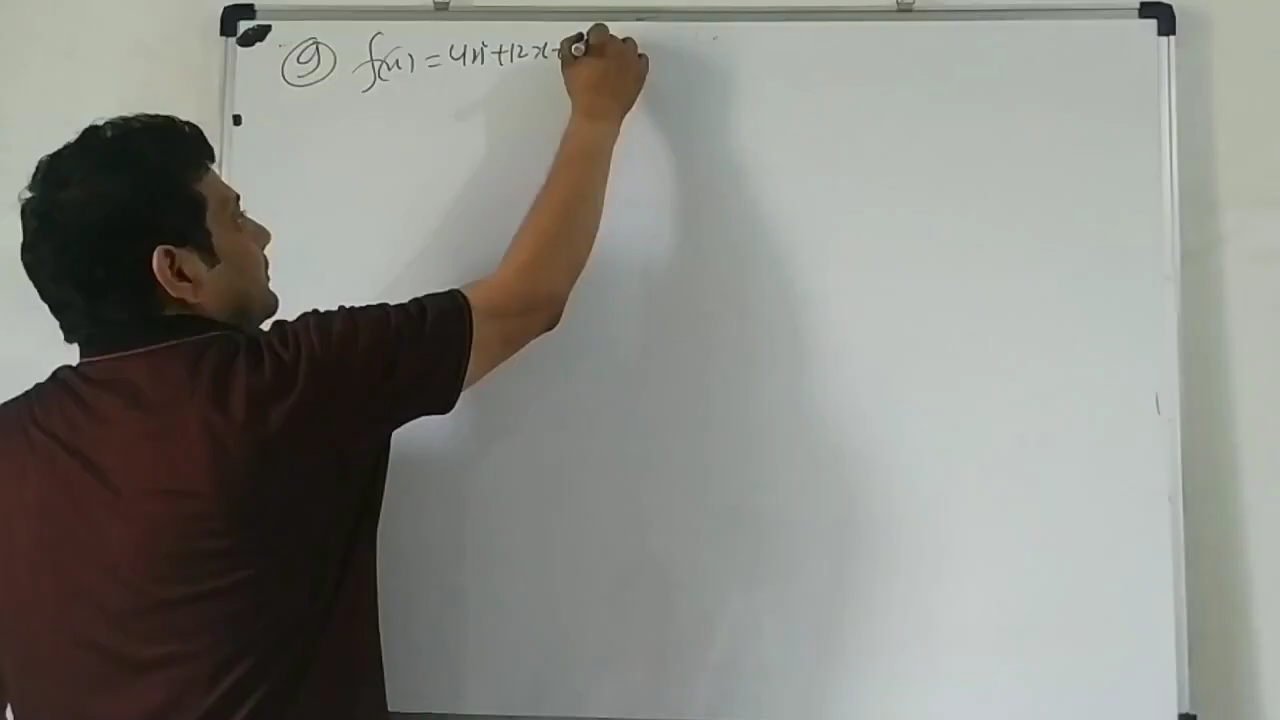 9 f(x) = 4x² + 12x +